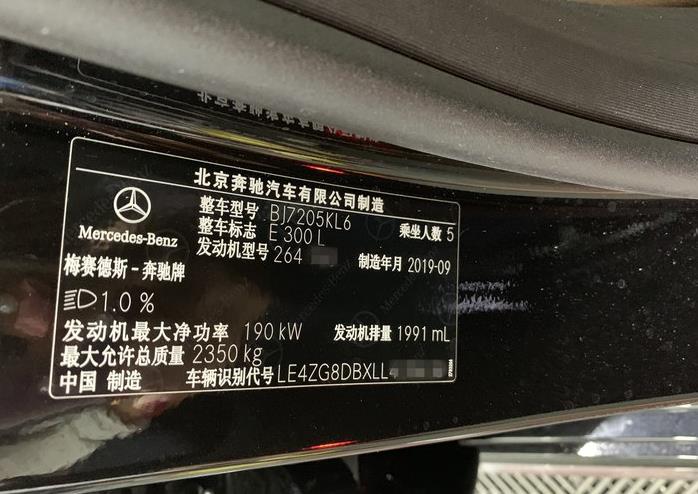 北京奔驰汽车有限公司制造
整车型号 BJ7205KL6 乘坐人数 5
整车标志 E 300 L
发动机型号 264 制造年月 2019-09
Mercedes-Benz
梅赛德斯-奔驰牌
1.0 %
发动机最大净功率 190 kW 发动机排量 1991 mL
最大允许总质量 2350 kg
中国 制造 车辆识别代号 LE4ZG8DBXLL